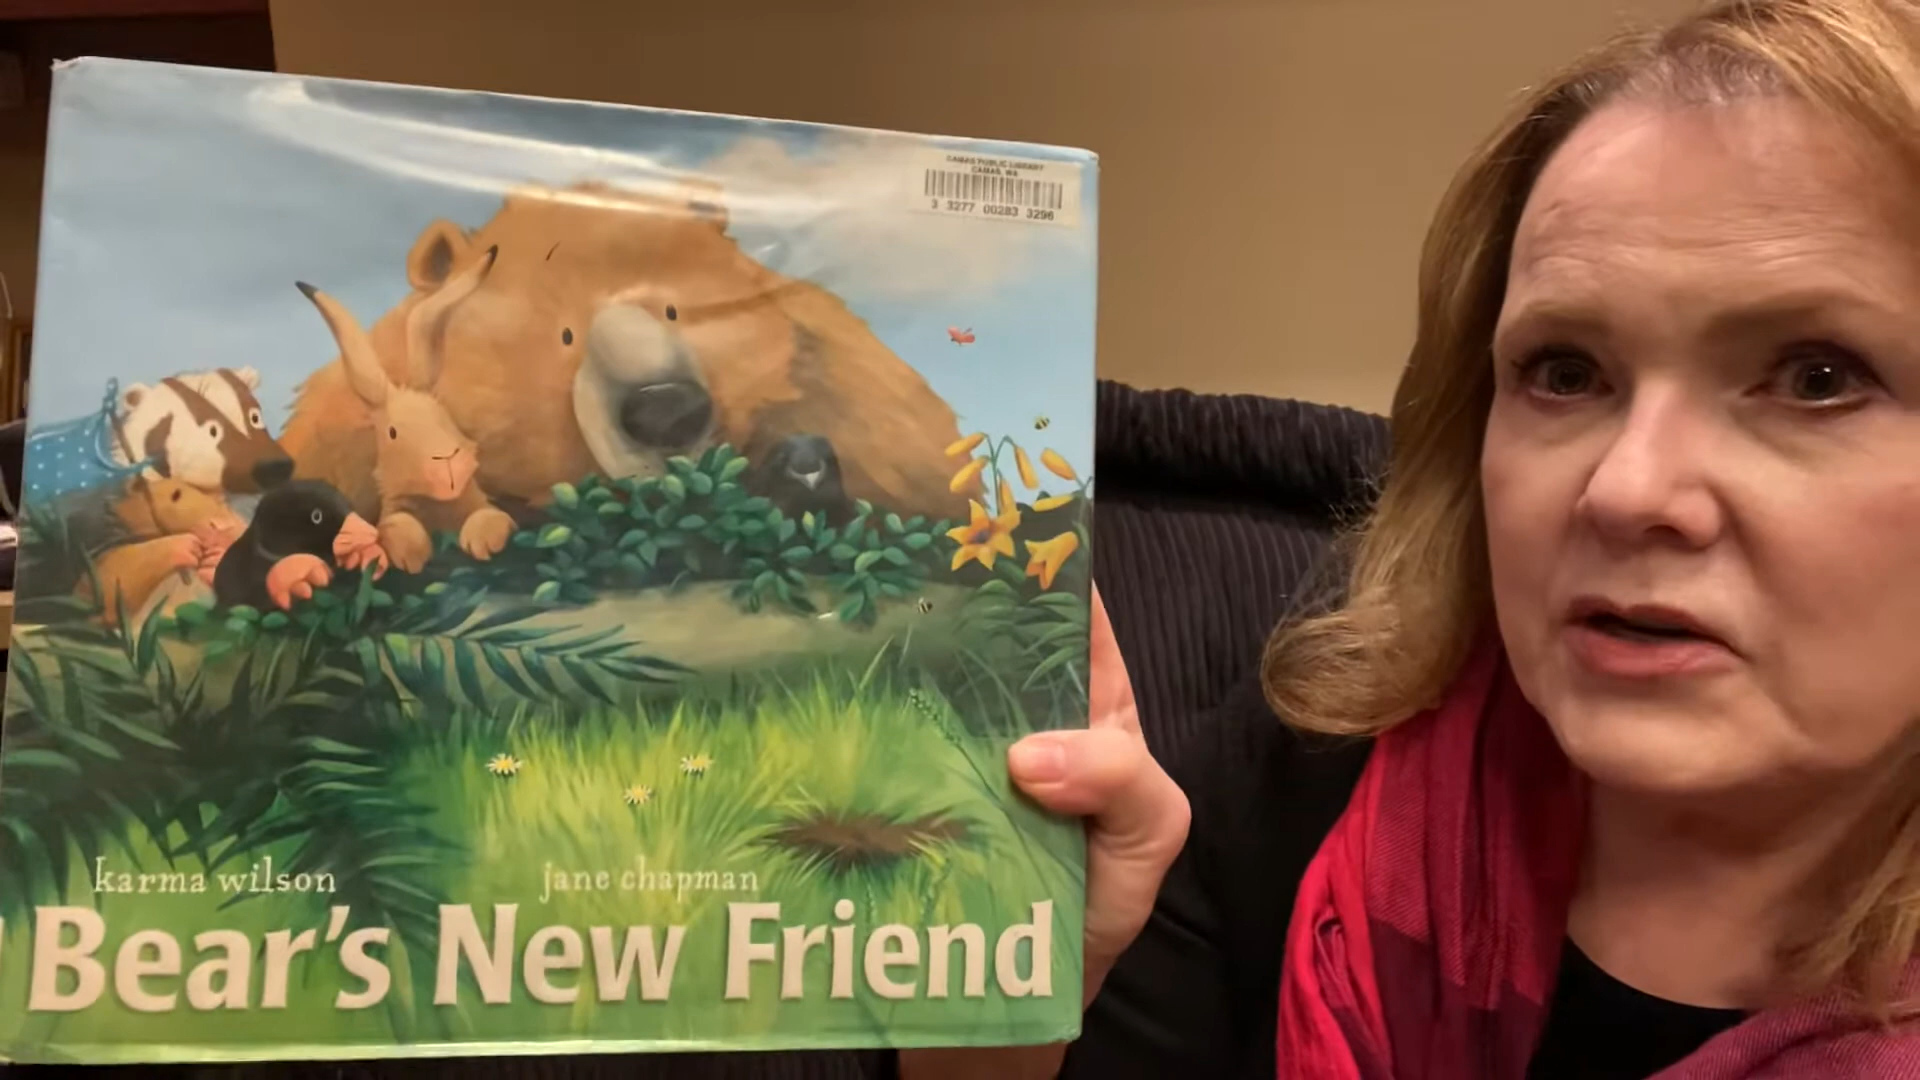 CAMAS PUBLIC LIBRARY
CAMAS, WA
3 3277 00283 3296
karma wilson
jane chapman
Bear's New Friend